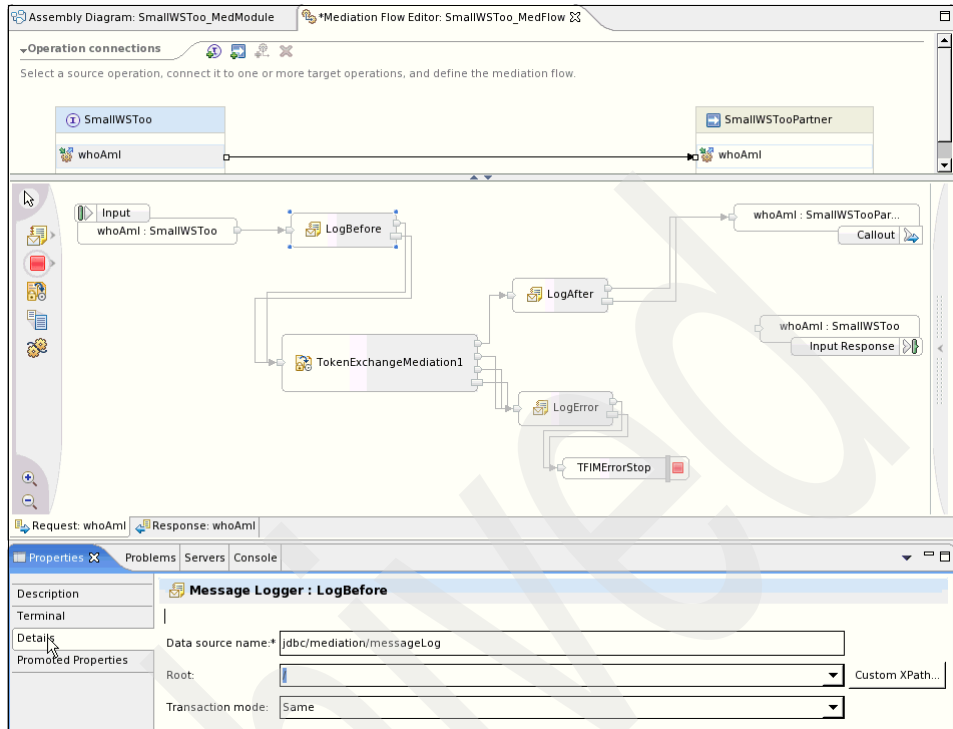 Assembly Diagram: SmallWSToo_MedModule
*Mediation Flow Editor: SmallWSToo_MedFlow
Operation connections
Select a source operation, connect it to one or more target operations, and define the mediation flow.
SmallWSToo
SmallWSTooPartner
whoAmI
whoAmI
Input
whoAmI : SmallWSToo
LogBefore
whoAmI : SmallWSTooPar...
Callout
LogAfter
whoAmI : SmallWSToo
Input Response
TokenExchangeMediation1
LogError
TFIMErrorStop
Request: whoAmI
Response: whoAmI
Properties
Problems
Servers
Console
Description
Message Logger : LogBefore
Terminal
Details
Data source name:* jdbc/mediation/messageLog
Promoted Properties
Root: /
Custom XPath...
Transaction mode: Same